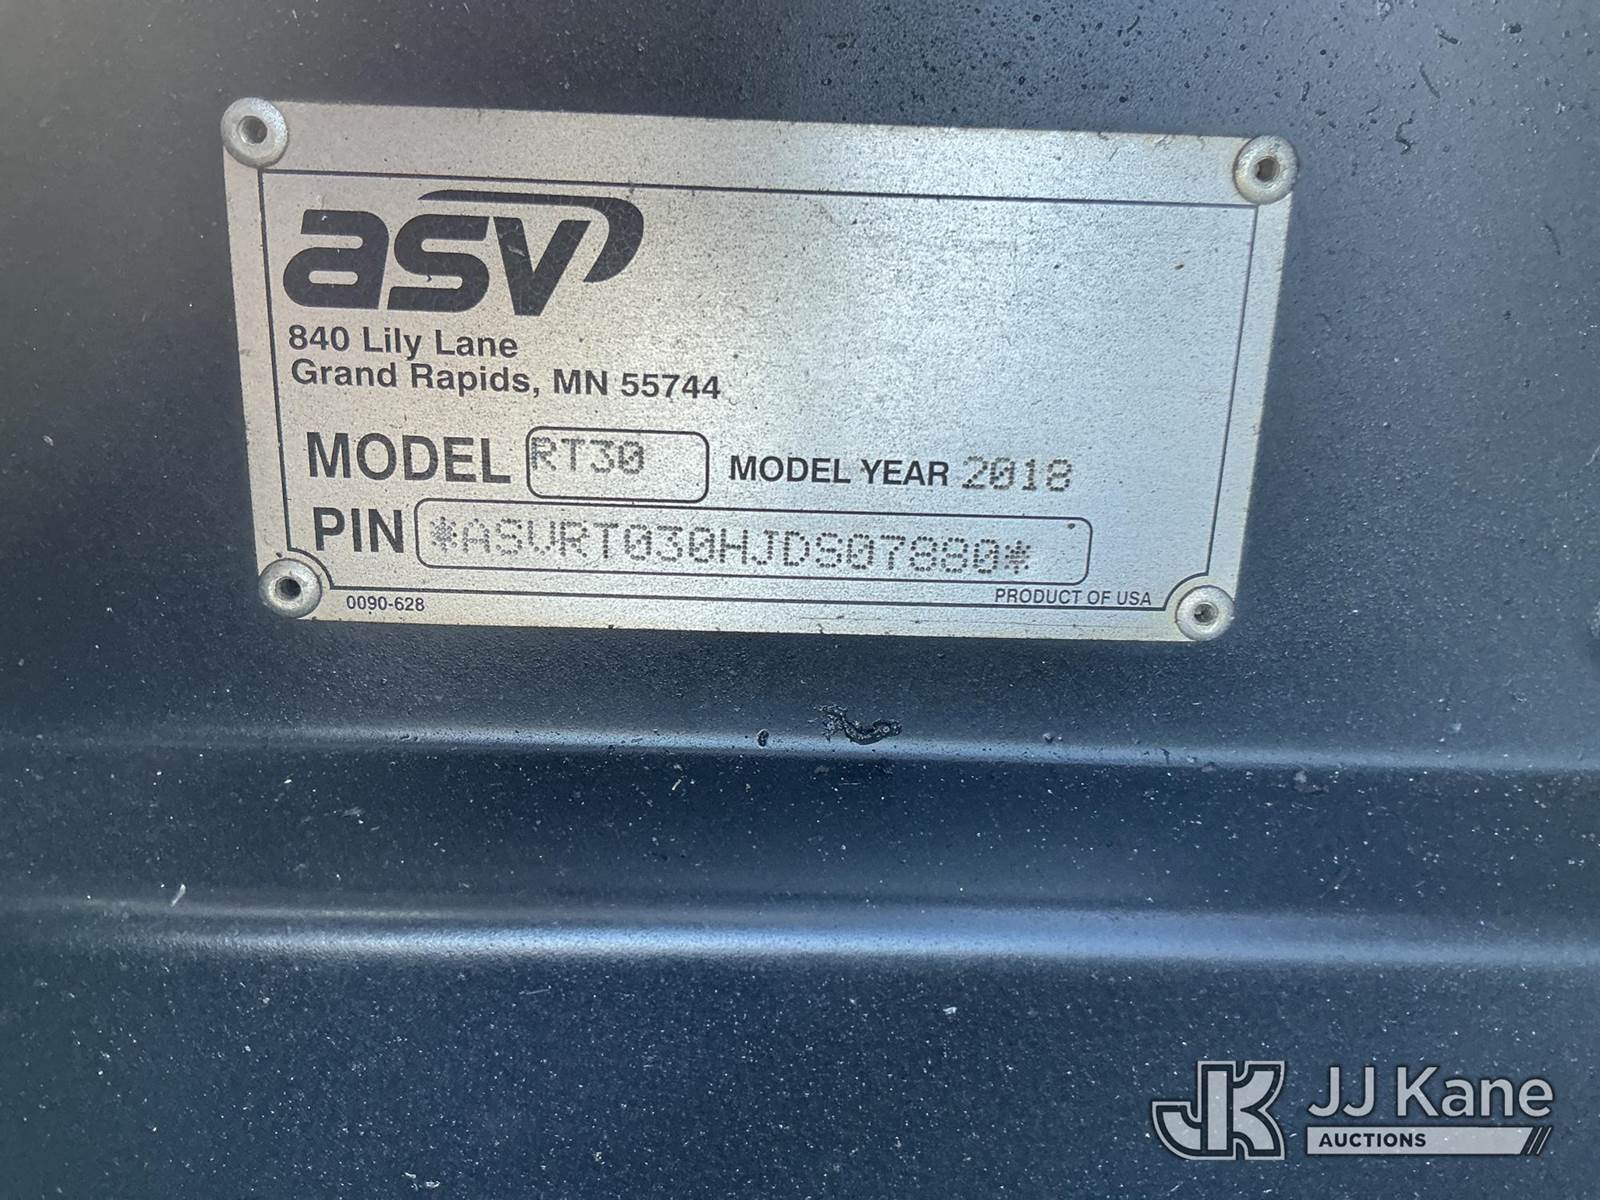 asv
840 Lily Lane
Grand Rapids, MN 55744
MODEL RT30 MODEL YEAR 2018
PIN *ASVRT030HJDS07880*
0090-628 PRODUCT OF USA
JJ Kane
AUCTIONS